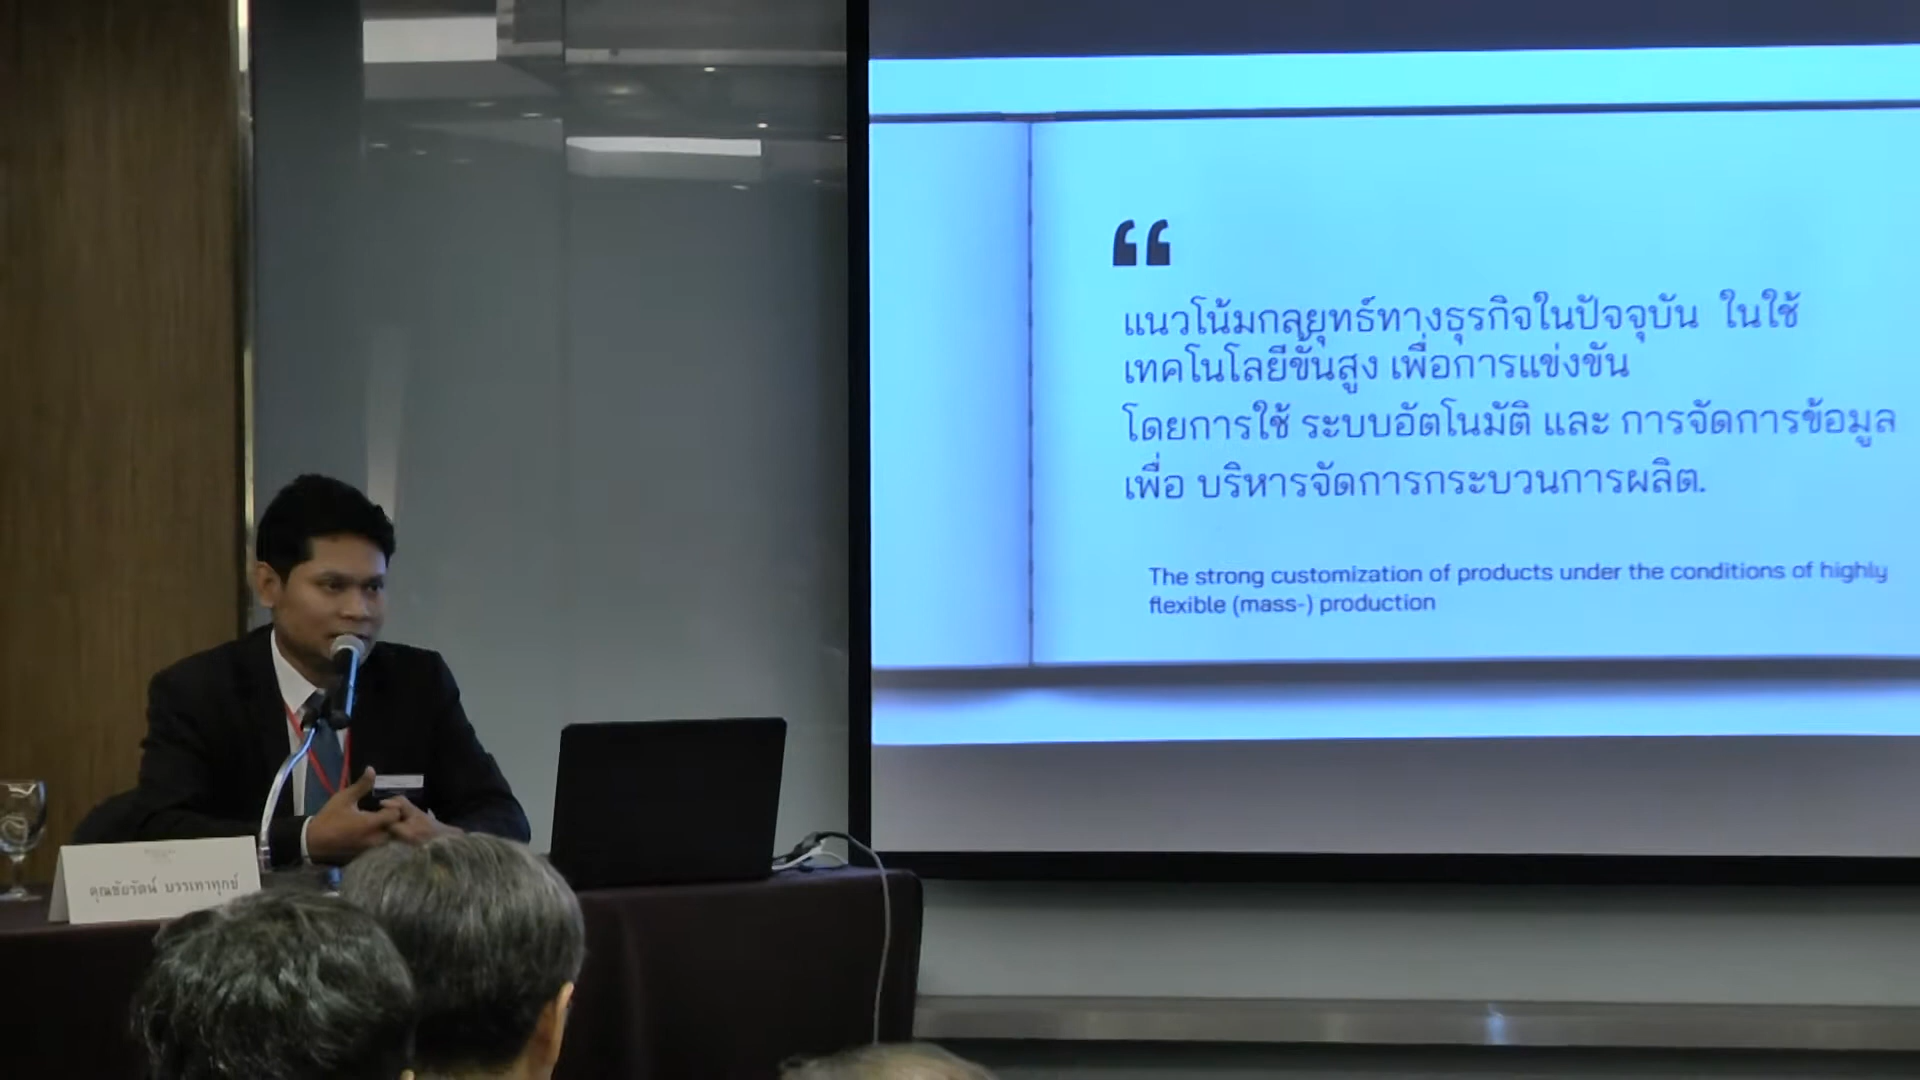 “
แนวโน้มกลยุทธ์ทางธุรกิจในปัจจุบัน ในใช้
เทคโนโลยีขั้นสูง เพื่อการแข่งขัน
โดยการใช้ ระบบอัตโนมัติ และ การจัดการข้อมูล
เพื่อ บริหารจัดการกระบวนการผลิต.
The strong customization of products under the conditions of highly
flexible (mass-) production
คุณชัยรัตน์ บรรเทาทุกข์